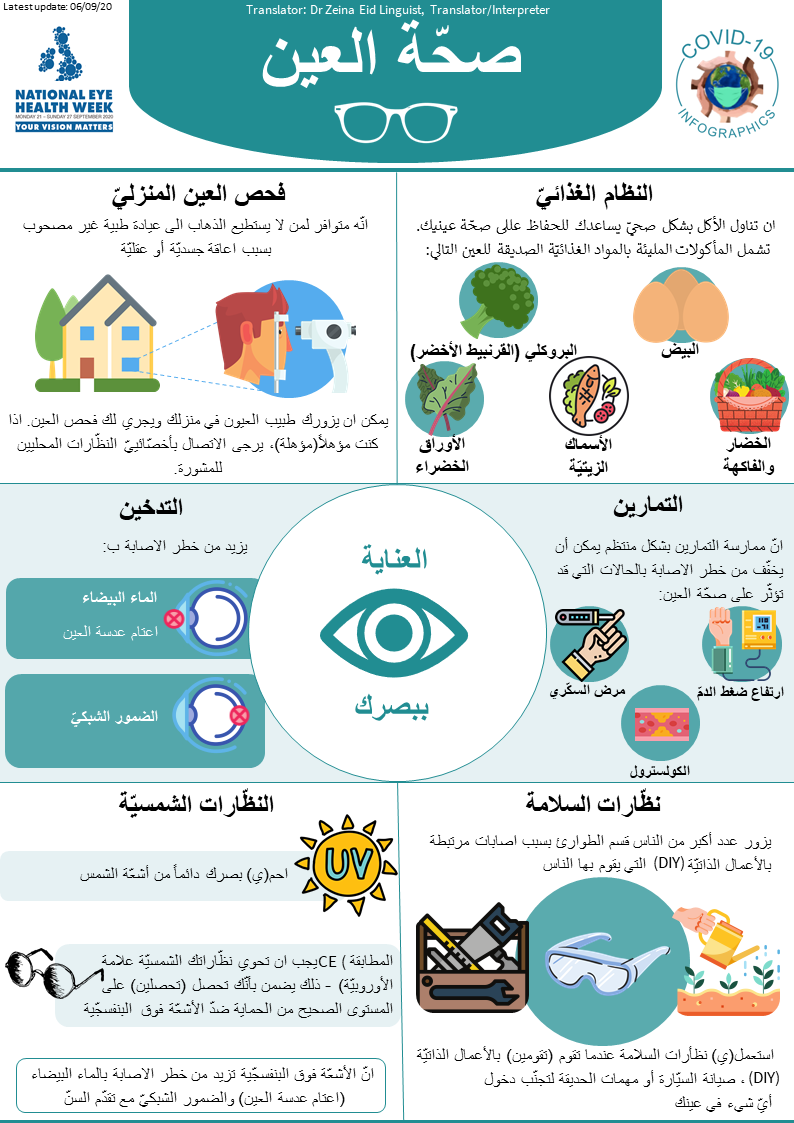 Latest update: 06/09/20
Translator: Dr Zeina Eid Linguist, Translator/Interpreter
صحّة العين
NATIONAL EYE
HEALTH WEEK
MONDAY 21 - SUNDAY 27 SEPTEMBER 2020
YOUR VISION MATTERS
COVID-19
INFOGRAPHICS
النظام الغذائيّ
ان تناول الأكل بشكل صحيّ يساعدك للحفاظ عللى صحّة عينيك.
تشمل المأكولات المليئة بالمواد الغذائيّة الصديقة للعين التالي:
البيض
البروكلي (القرنبيط الأخضر)
الخضار
والفاكهة
الأسماك
الزيتيّة
الأوراق
الخضراء
فحص العين المنزليّ
انّه متوافر لمن لا يستطيع الذهاب الى عيادة طبية غير مصحوب
بسبب اعاقة جسديّة أو عقليّة
يمكن ان يزورك طبيب العيون في منزلك ويجري لك فحص العين. اذا
كنت مؤهلاً(مؤهلة)، يرجى الاتصال بأخصّائييّ النظّارات المحليين
للمشورة.
التمارين
انّ ممارسة التمارين بشكل منتظم يمكن أن
يخفّف من خطر الاصابة بالحالات التي قد
تؤثّر على صحّة العين:
ارتفاع ضغط الدمّ
مرض السكّري
الكولسترول
العناية
ببصرك
التدخين
يزيد من خطر الاصابة ب:
الماء البيضاء
اعتام عدسة العين
الضمور الشبكيّ
نظّارات السلامة
يزور عدد أكبر من الناس قسم الطوارئ بسبب اصابات مرتبطة
بالأعمال الذاتيّة (DIY) التي يقوم بها الناس
استعمل(ي) نظأرات السلامة عندما تقوم (تقومين) بالأعمال الذاتيّة
(DIY) ، صيانة السيّارة أو مهمات الحديقة لتجنّب دخول
أيّ شيء في عينك
النظّارات الشمسيّة
UV
احم(ي) بصرك دائماً من أشعّة الشمس
المطابقة ) CEيجب ان تحوي نظّاراتك الشمسيّة علامة
الأوروبيّة) - ذلك يضمن بأنّك تحصل (تحصلين) على
المستوى الصحيح من الحماية ضدّ الأشعّة فوق البنفسجّية
انّ الأشعّة فوق البنفسجّية تزيد من خطر الاصابة بالماء البيضاء
(اعتام عدسة العين) والضمور الشبكيّ مع تقدّم السنّ